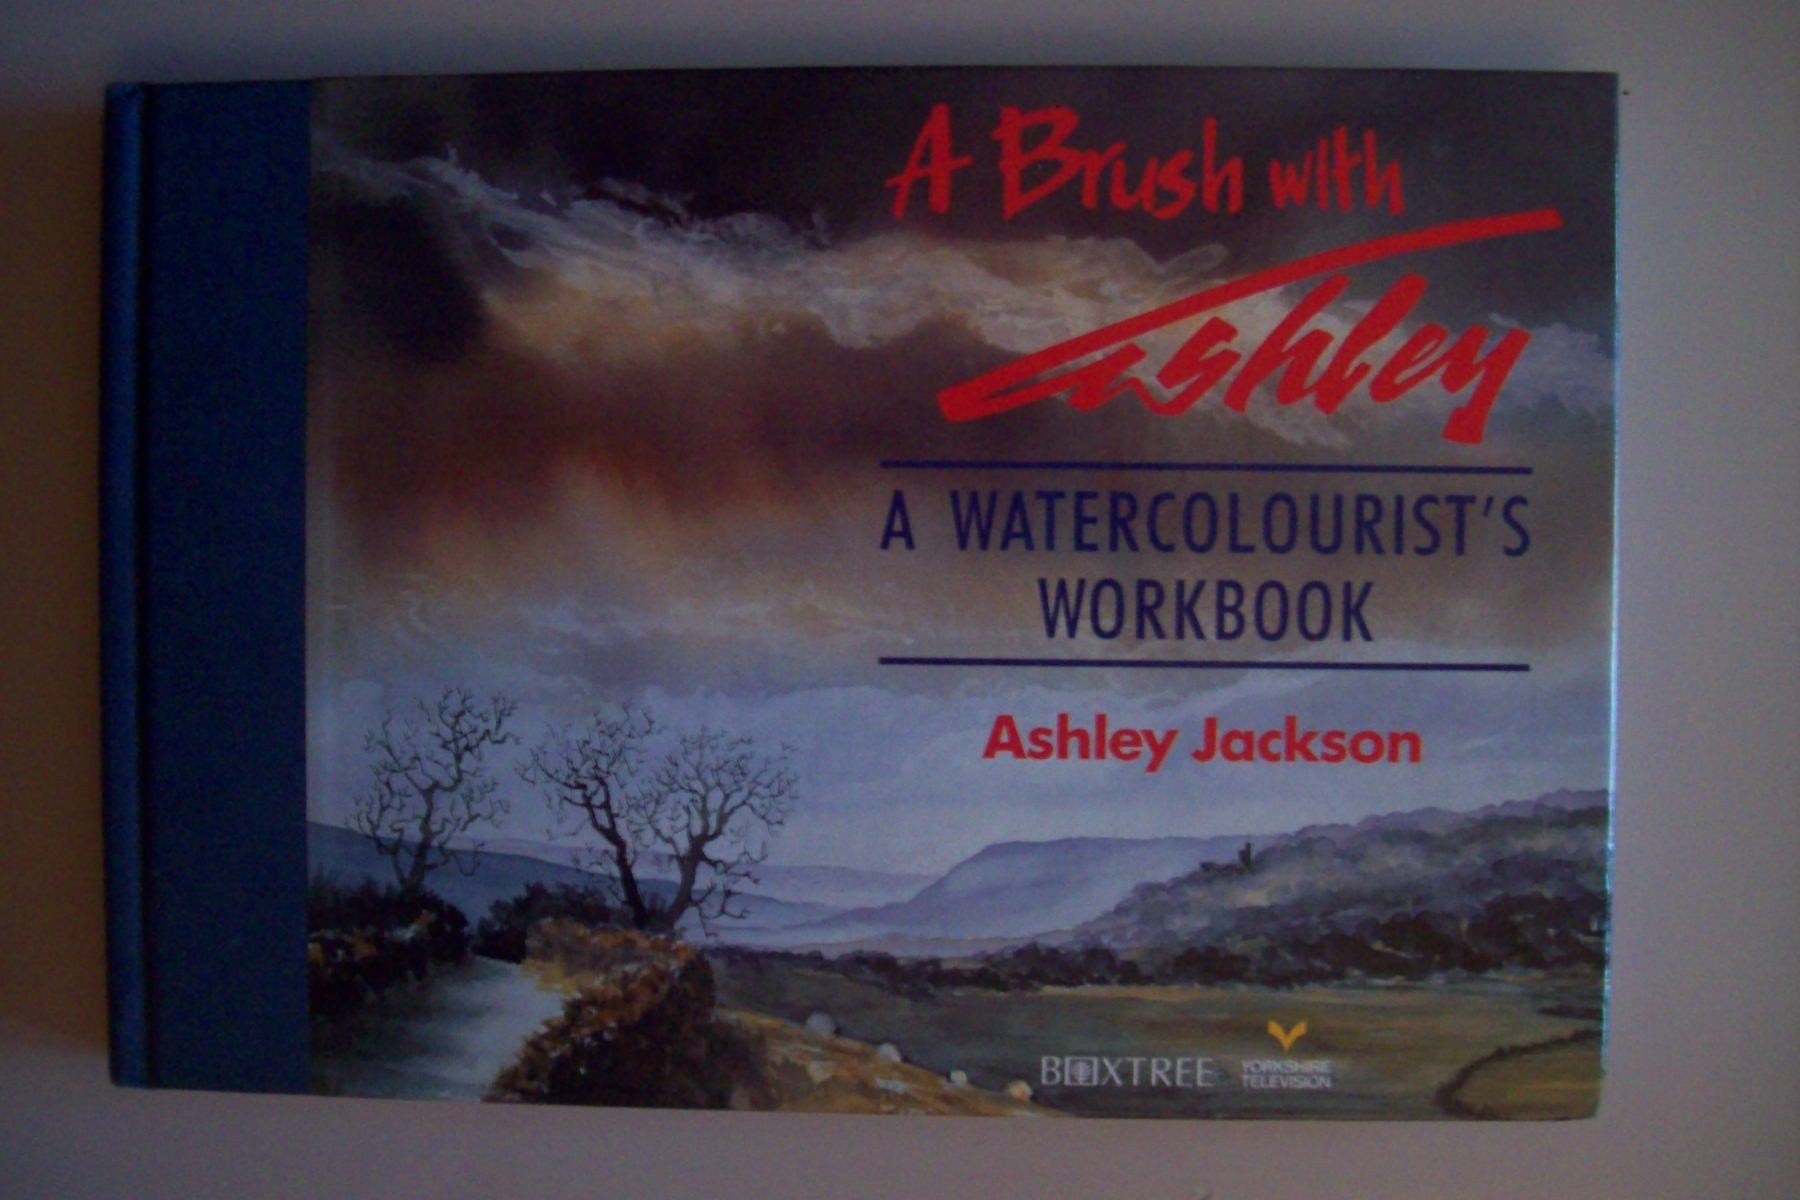 A Brush with
Ashley
A WATERCOLOURIST'S
WORKBOOK
Ashley Jackson
BOXTREE
YORKSHIRE
TELEVISION